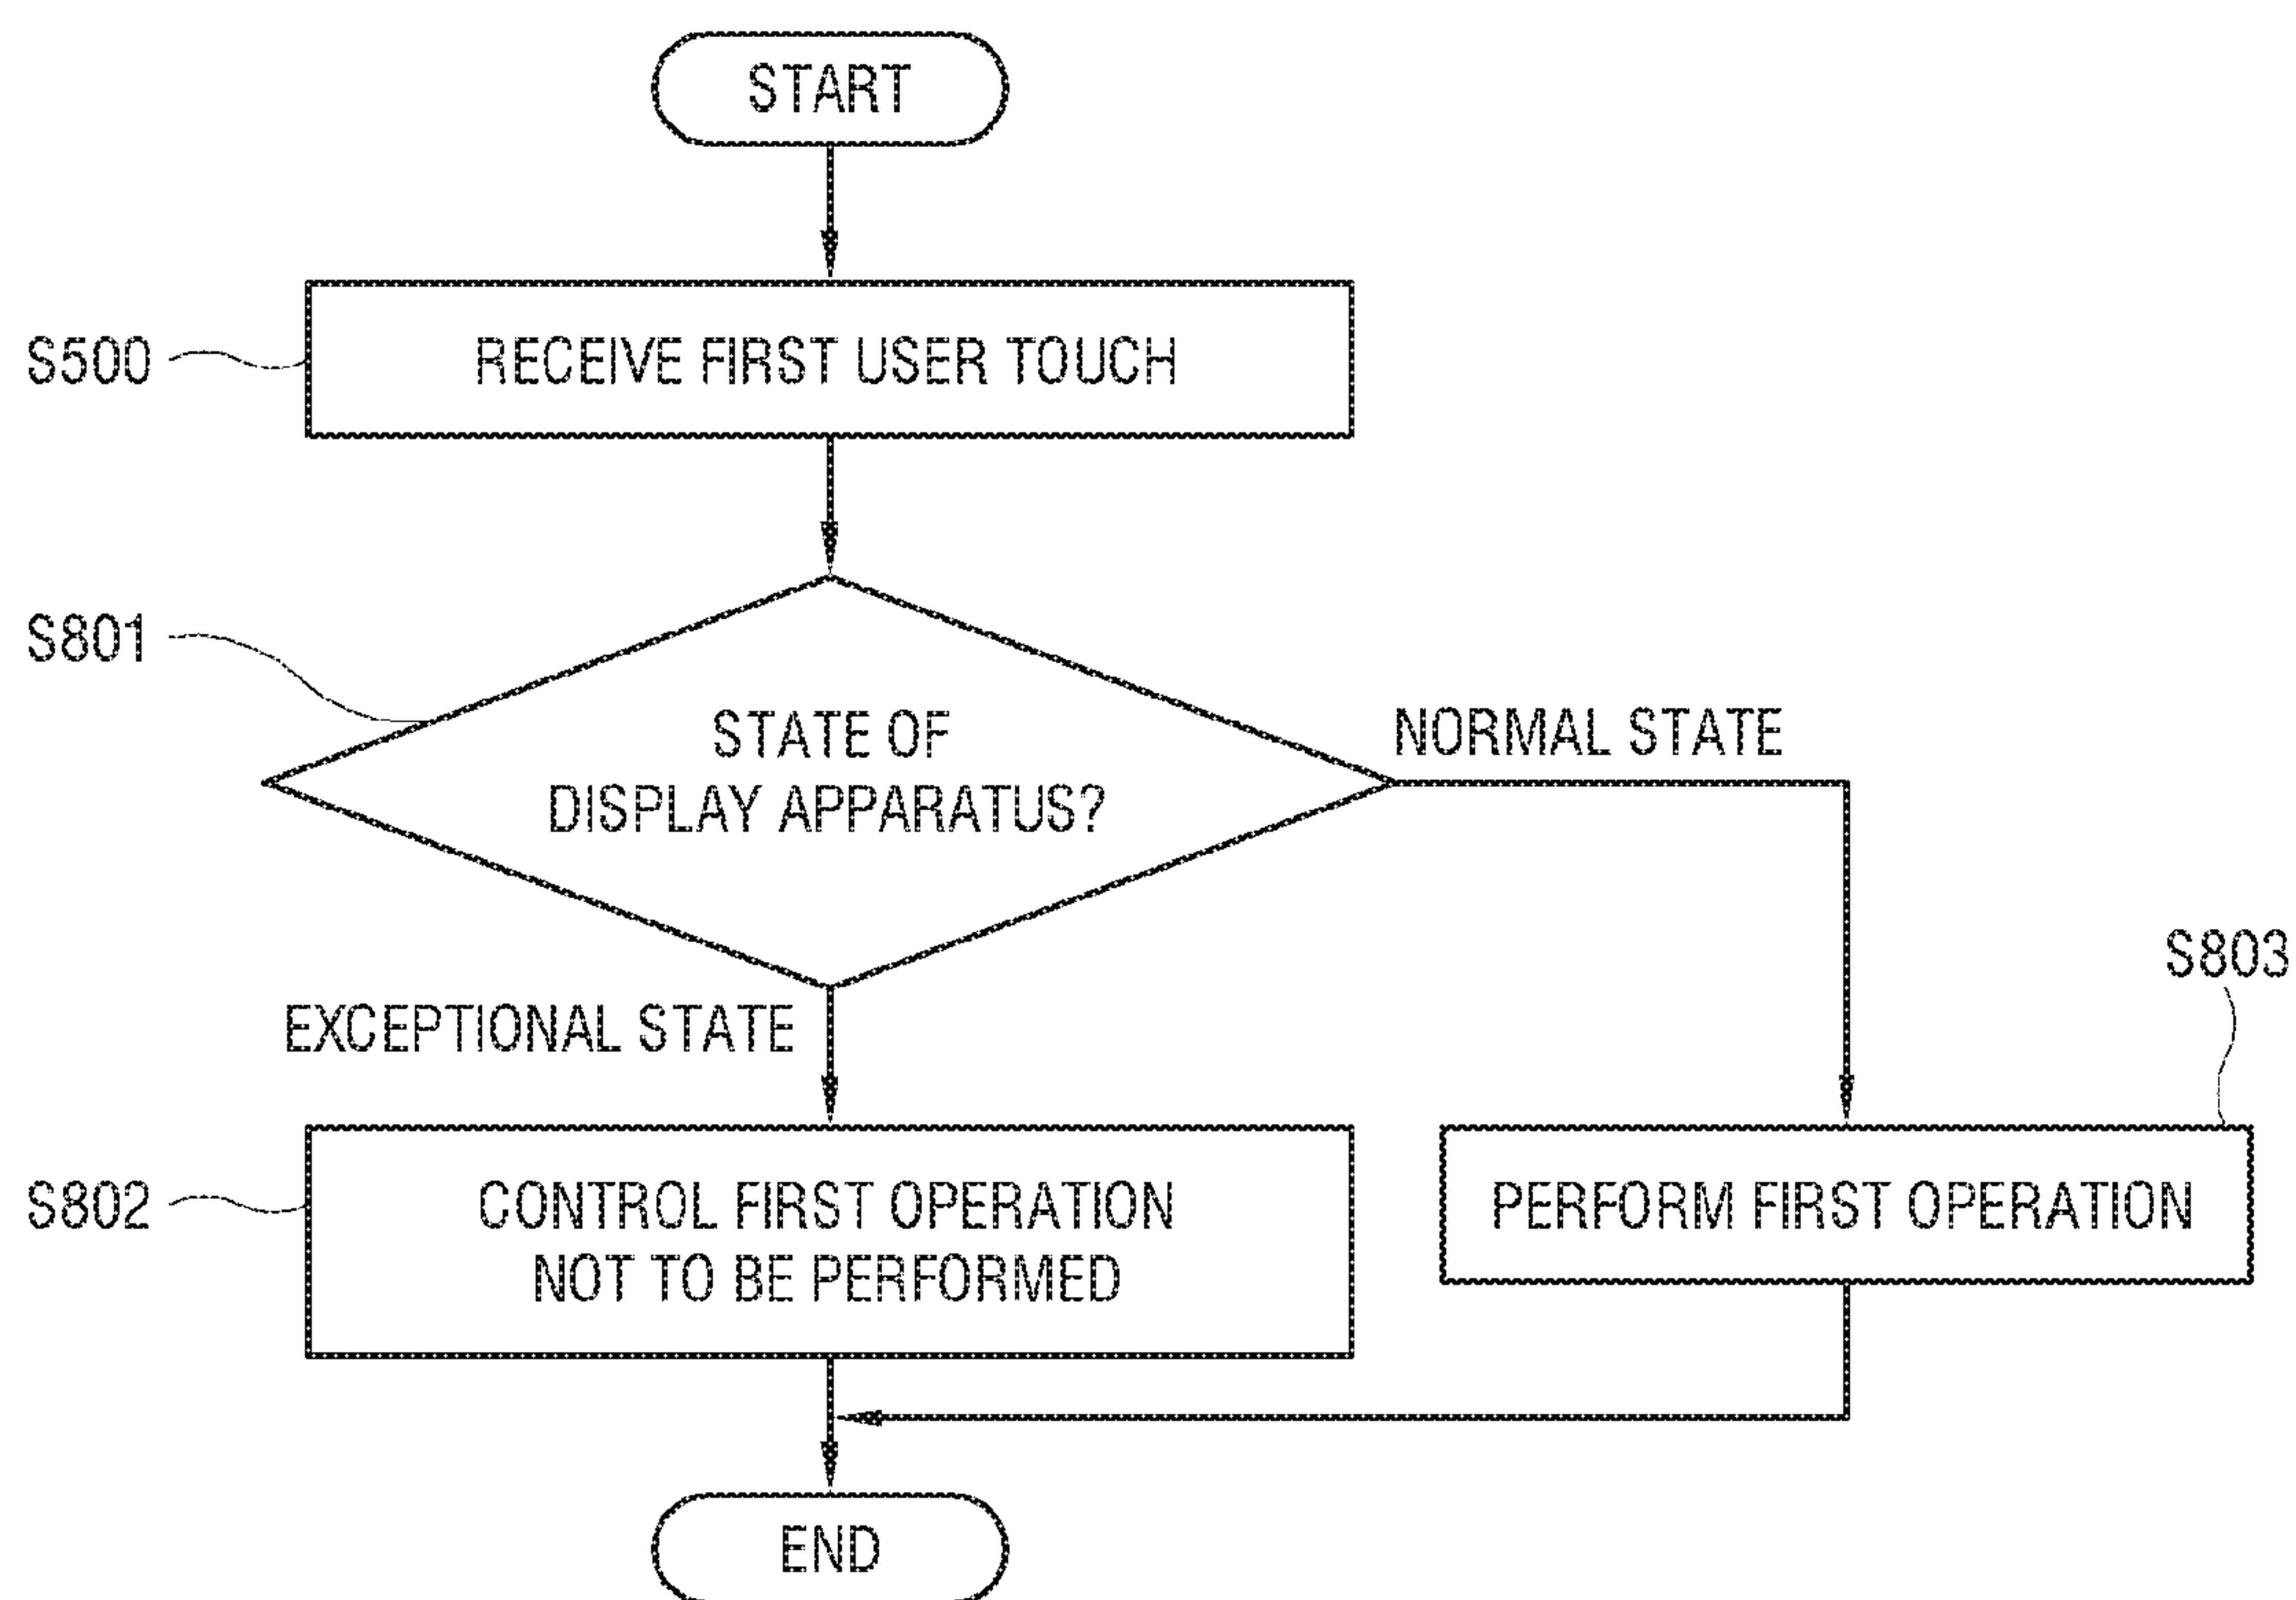 START
S500
RECEIVE FIRST USER TOUCH
S801
STATE OF
DISPLAY APPARATUS?
NORMAL STATE
EXCEPTIONAL STATE
S803
S802
CONTROL FIRST OPERATION
NOT TO BE PERFORMED
PERFORM FIRST OPERATION
END